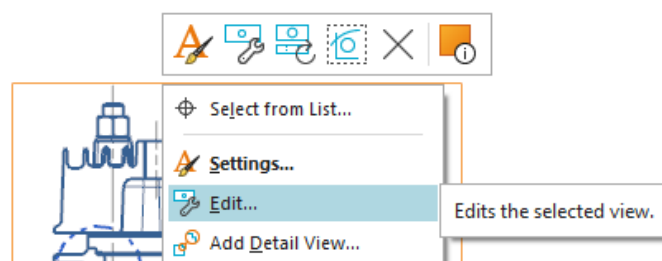 Select from List...
Settings...
Edit...
Edits the selected view.
Add Detail View...